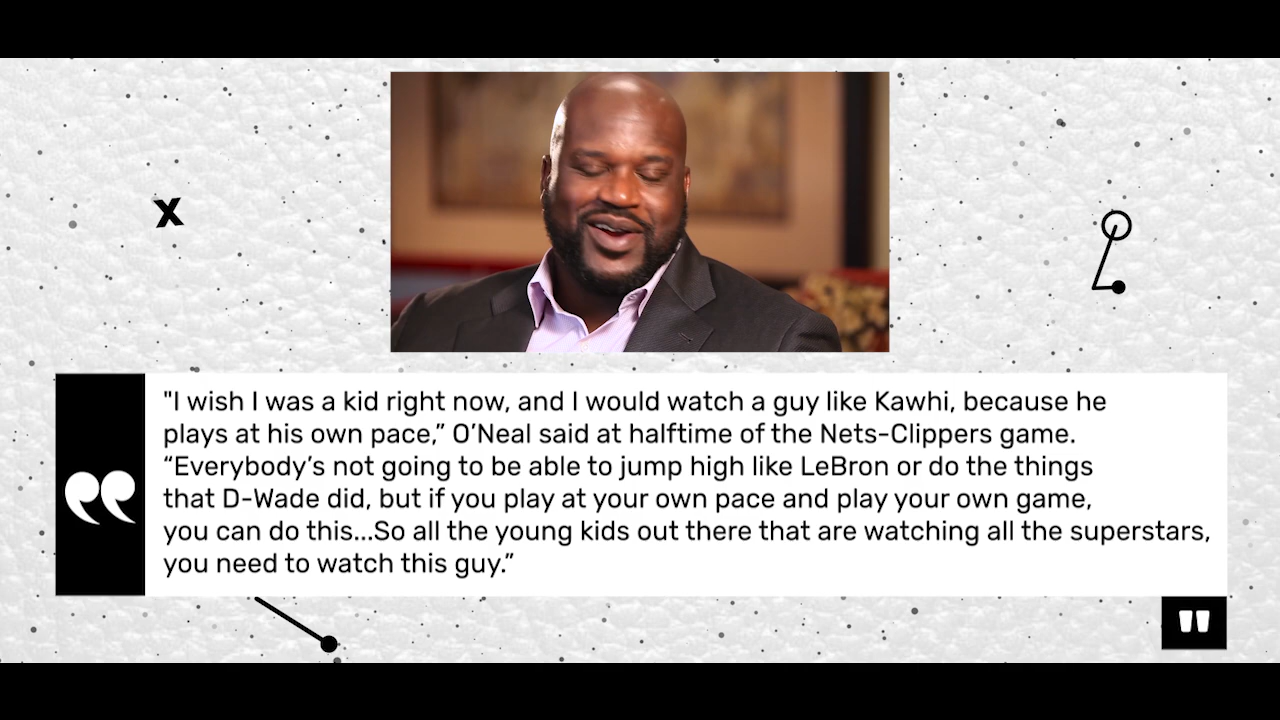 x
"I wish I was a kid right now, and I would watch a guy like Kawhi, because he
plays at his own pace,” O’Neal said at halftime of the Nets-Clippers game.
“Everybody’s not going to be able to jump high like LeBron or do the things
that D-Wade did, but if you play at your own pace and play your own game,
you can do this...So all the young kids out there that are watching all the superstars,
you need to watch this guy.”